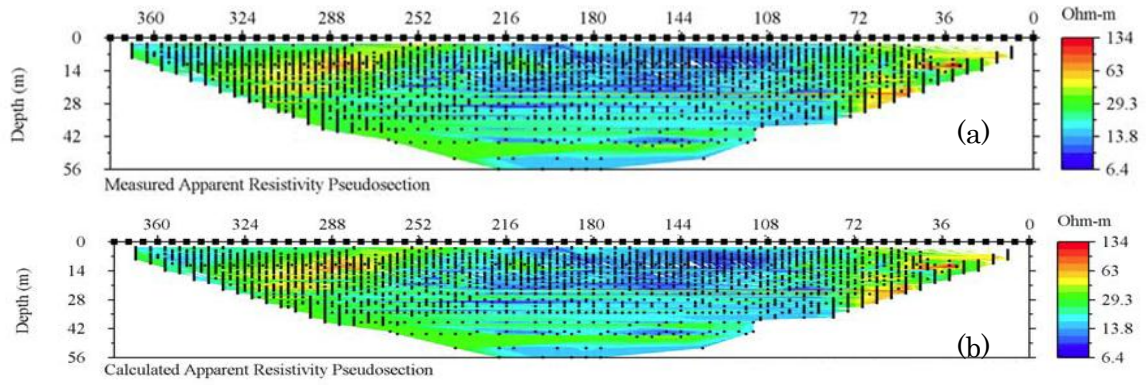 360 324 288 252 216 180 144 108 72 36 0 Ohm-m
0 134
14 63
28 29.3
42 (a) 13.8
56 6.4
Depth (m)
Measured Apparent Resistivity Pseudosection
360 324 288 252 216 180 144 108 72 36 0 Ohm-m
0 134
14 63
28 29.3
42 13.8
56 (b) 6.4
Depth (m)
Calculated Apparent Resistivity Pseudosection